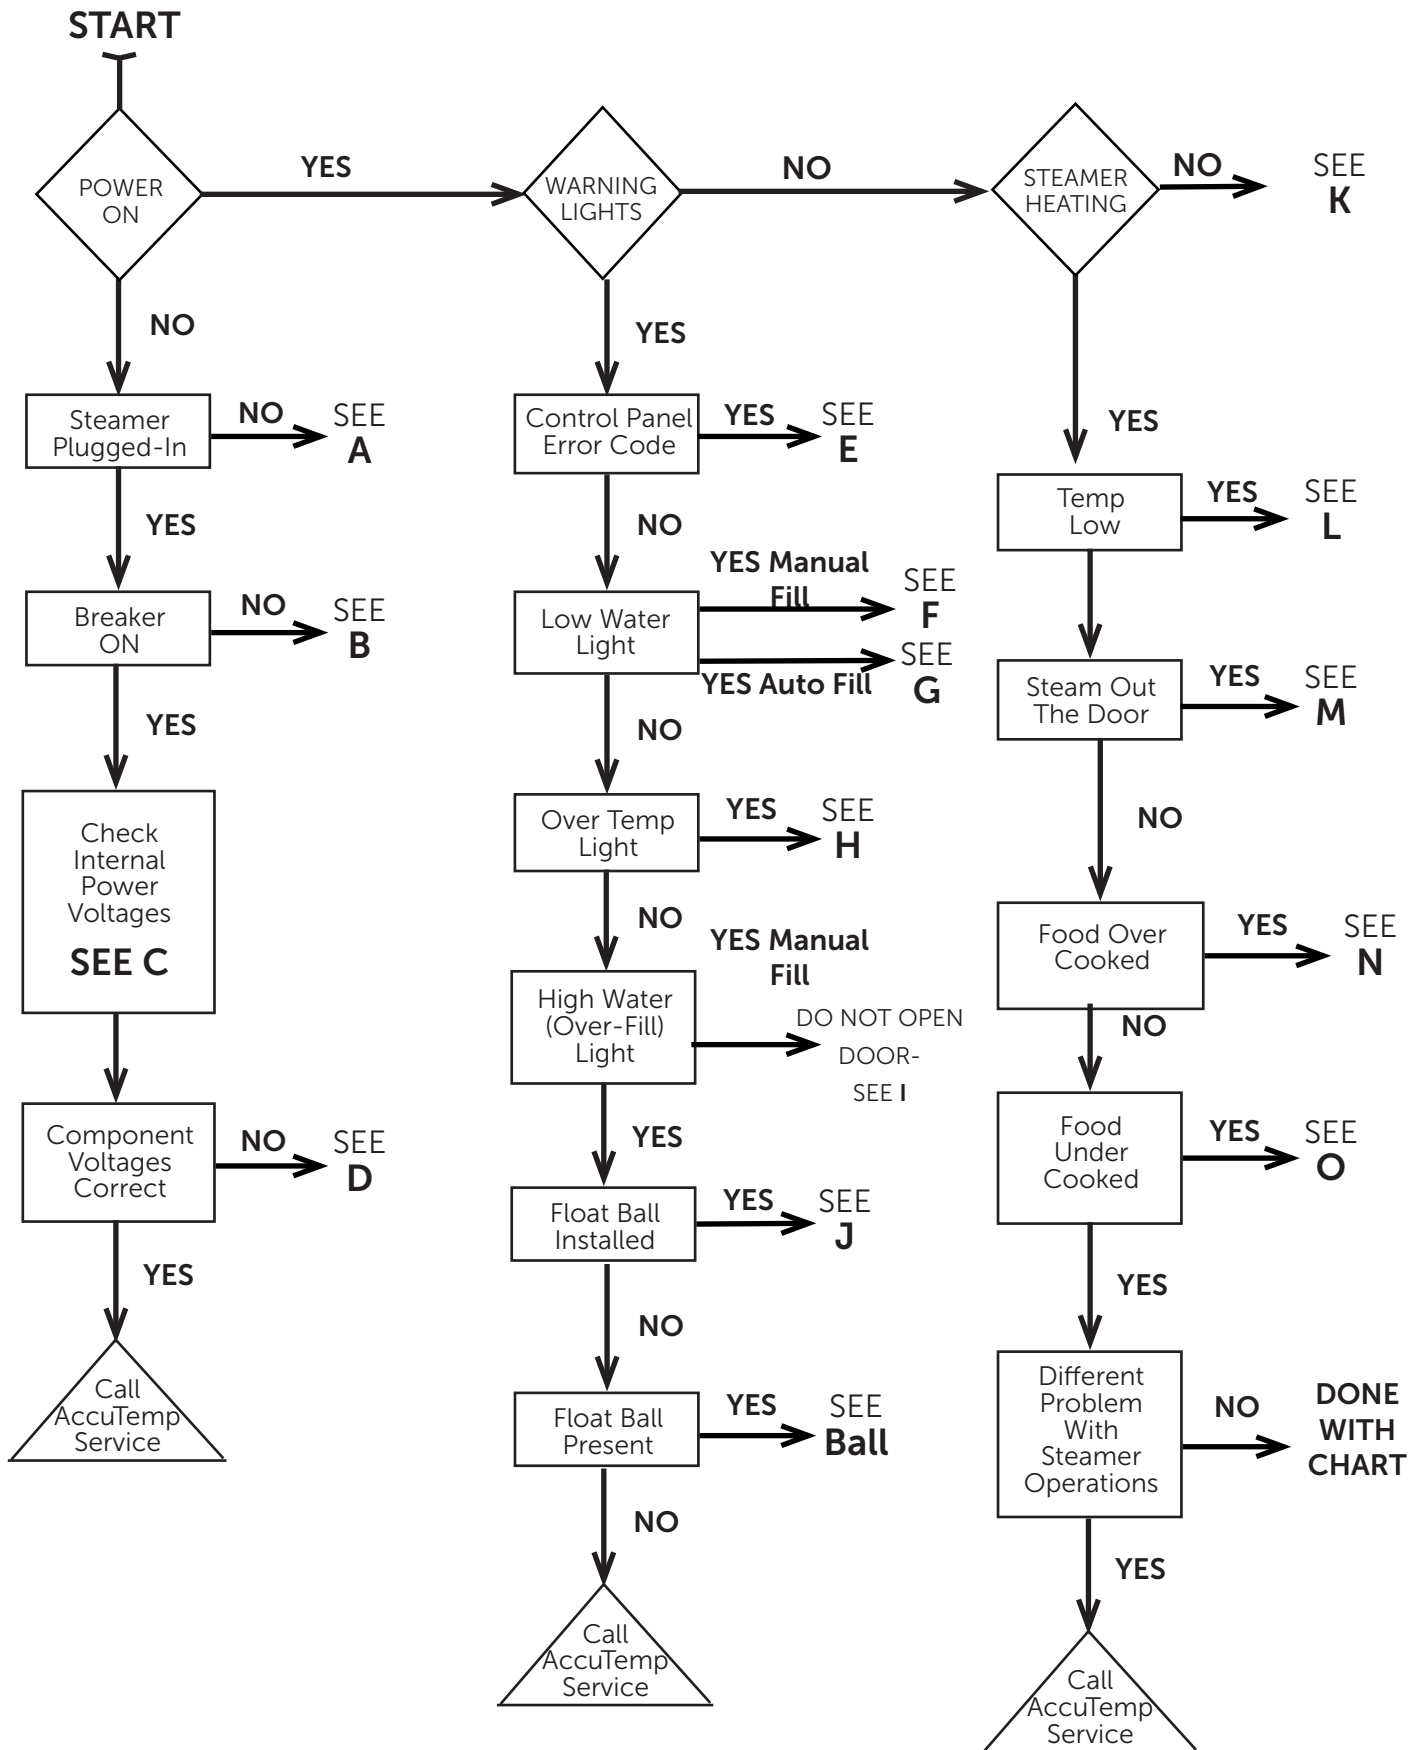 START
POWER
ON
YES
WARNING
LIGHTS
NO
STEAMER
HEATING
NO
SEE
K
NO
Steamer
Plugged-In
NO
SEE
A
YES
Breaker
ON
NO
SEE
B
YES
Check
Internal
Power
Voltages
SEE C
Component
Voltages
Correct
NO
SEE
D
YES
Call
AccuTemp
Service
YES
Control Panel
Error Code
YES
SEE
E
NO
Low Water
Light
YES Manual
Fill
SEE
F
YES Auto Fill
SEE
G
NO
Over Temp
Light
YES
SEE
H
NO
High Water
(Over-Fill)
Light
YES Manual
Fill
DO NOT OPEN
DOOR-
SEE I
YES
Float Ball
Installed
YES
SEE
J
NO
Float Ball
Present
YES
SEE
Ball
NO
Call
AccuTemp
Service
YES
Temp
Low
YES
SEE
L
Steam Out
The Door
YES
SEE
M
NO
Food Over
Cooked
YES
SEE
N
NO
Food
Under
Cooked
YES
SEE
O
YES
Different
Problem
With
Steamer
Operations
NO
DONE
WITH
CHART
YES
Call
AccuTemp
Service